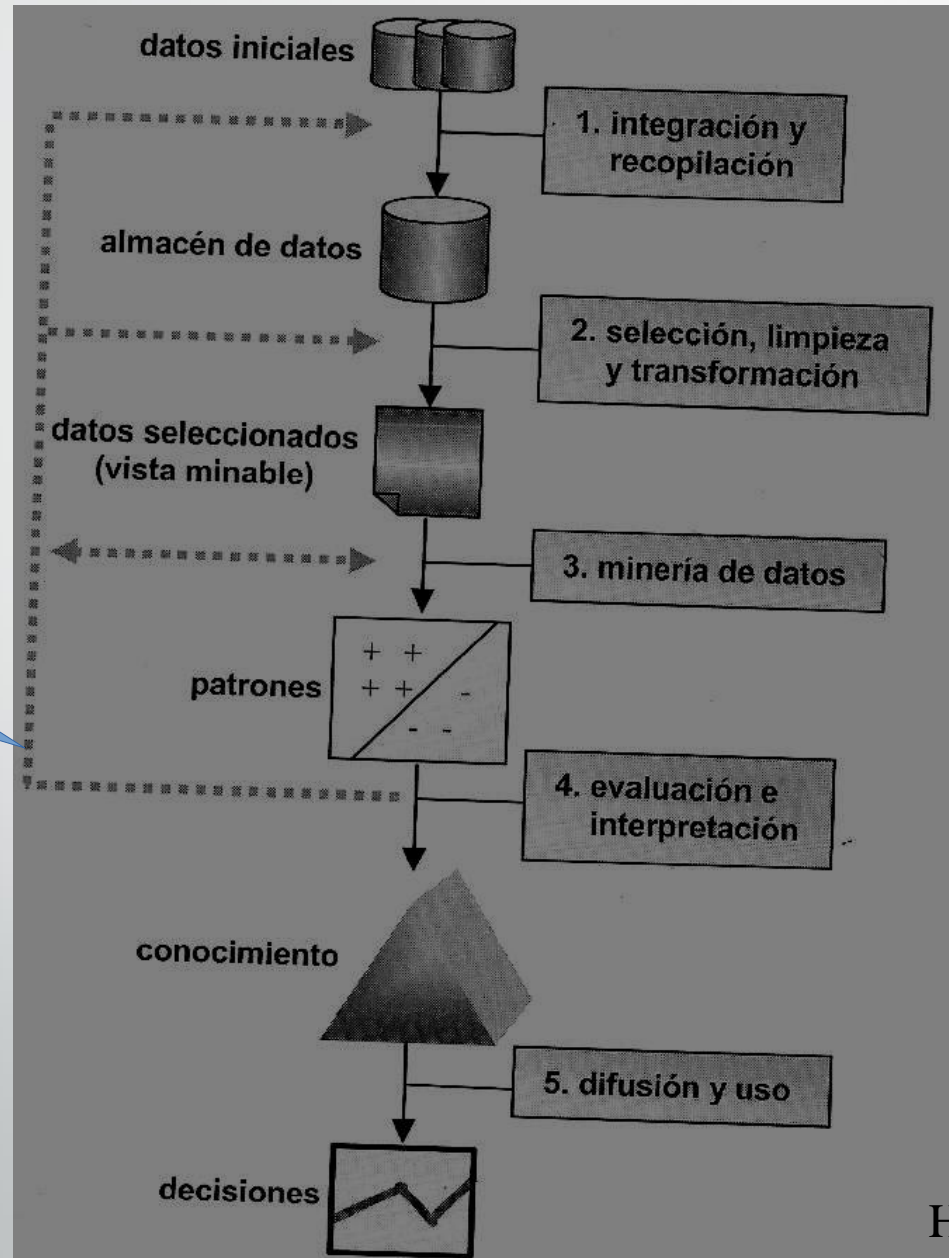 datos iniciales
1. integración y
recopilación
almacén de datos
2. selección, limpieza
y transformación
datos seleccionados
(vista minable)
3. minería de datos
+ +
+ + -
- -
patrones
4. evaluación e
interpretación
conocimiento
5. difusión y uso
decisiones
H